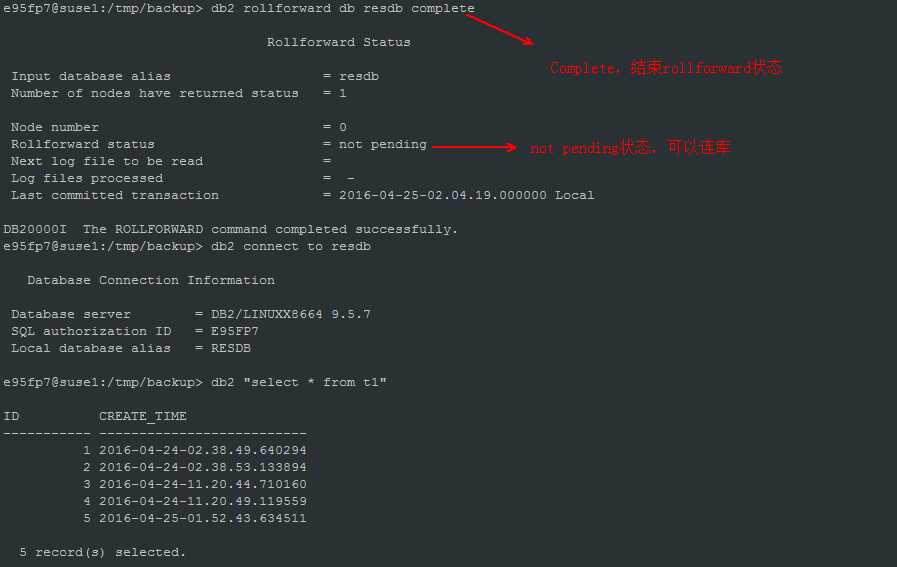 e95fp7@suse1:/tmp/backup> db2 rollforward db resdb complete
Rollforward Status
Complete, 结束rollforward状态
Input database alias = resdb
Number of nodes have returned status = 1
Node number = 0
Rollforward status = not pending
not pending状态, 可以连库
Next log file to be read =
Log files processed = -
Last committed transaction = 2016-04-25-02.04.19.000000 Local
DB20000I The ROLLFORWARD command completed successfully.
e95fp7@suse1:/tmp/backup> db2 connect to resdb
Database Connection Information
Database server = DB2/LINUXX8664 9.5.7
SQL authorization ID = E95FP7
Local database alias = RESDB
e95fp7@suse1:/tmp/backup> db2 "select * from t1"
ID CREATE_TIME
----------- --------------------------
1 2016-04-24-02.38.49.640294
2 2016-04-24-02.38.53.133894
3 2016-04-24-11.20.44.710160
4 2016-04-24-11.20.49.119559
5 2016-04-25-01.52.43.634511
5 record(s) selected.